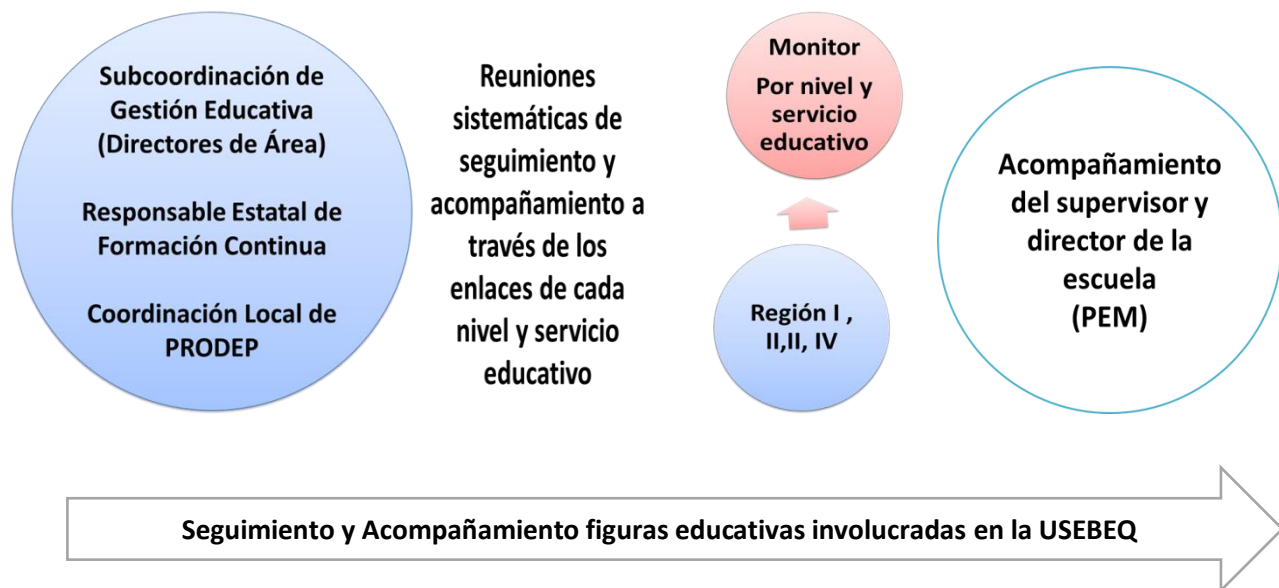 Subcoordinación de
Gestión Educativa
(Directores de Área)
Responsable Estatal de
Formación Continua
Coordinación Local de
PRODEP
Reuniones
sistemáticas de
seguimiento y
acompañamiento a
través de los
enlaces de cada
nivel y servicio
educativo
Monitor
Por nivel y
servicio
educativo
Región I ,
II,II, IV
Acompañamiento
del supervisor y
director de la
escuela
(PEM)
Seguimiento y Acompañamiento figuras educativas involucradas en la USEBEQ